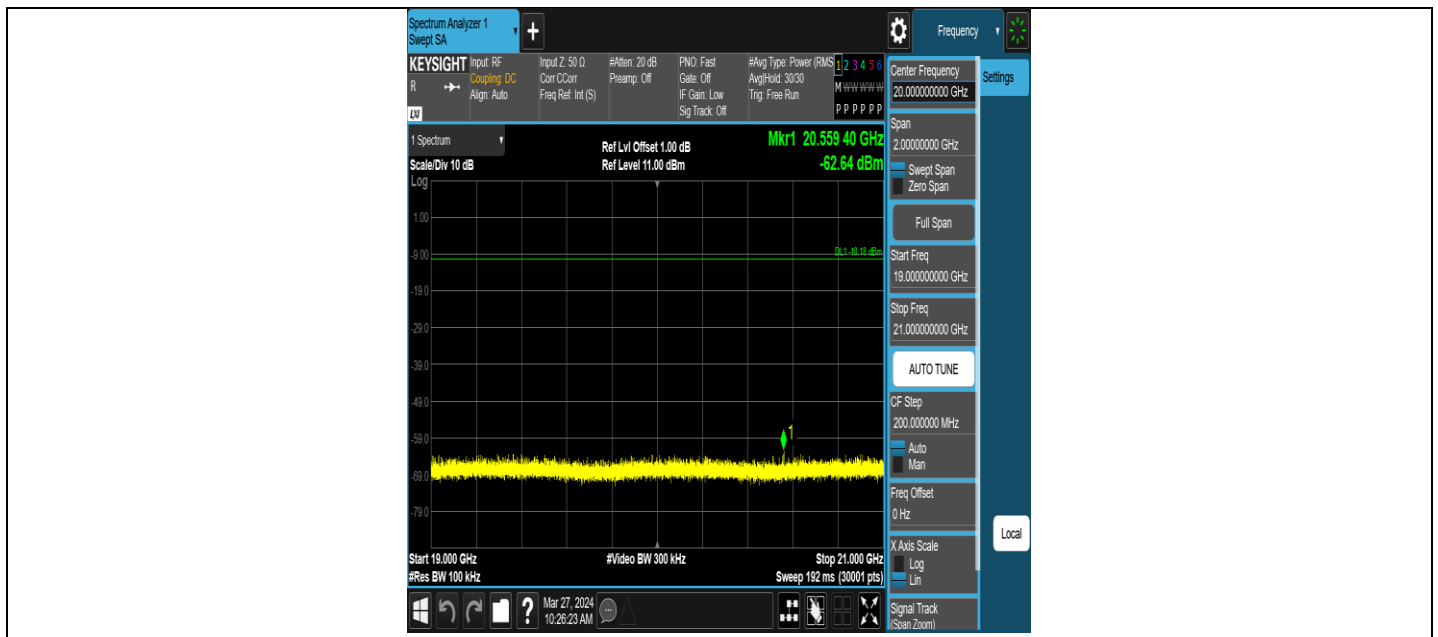 Spectrum Analyzer 1
Swept SA
Frequency
KEYSIGHT
R
LXI
Input: RF
Coupling: DC
Align: Auto
Input Z: 50 Ω
Corr CCorr
Freq Ref: Int (S)
#Atten: 20 dB
Preamp: Off
PNO: Fast
Gate: Off
IF Gain: Low
Sig Track: Off
#Avg Type: Power (RMS
Avg|Hold: 30/30
Trig: Free Run
1 2 3 4 5 6
M W W W W W
P P P P P P
1 Spectrum
Scale/Div 10 dB
Log
Ref Lvl Offset 1.00 dB
Ref Level 11.00 dBm
Mkr1 20.559 40 GHz
-62.64 dBm
1.00
-9.00
DL1 -10.18 dBm
-19.0
-29.0
-39.0
-49.0
-59.0
1
-69.0
-79.0
Start 19.000 GHz
#Res BW 100 kHz
#Video BW 300 kHz
Stop 21.000 GHz
Sweep 192 ms (30001 pts)
Mar 27, 2024
10:26:23 AM
Center Frequency
20.000000000 GHz
Settings
Span
2.00000000 GHz
Swept Span
Zero Span
Full Span
Start Freq
19.000000000 GHz
Stop Freq
21.000000000 GHz
AUTO TUNE
CF Step
200.000000 MHz
Auto
Man
Freq Offset
0 Hz
X Axis Scale
Log
Lin
Local
Signal Track
(Span Zoom)